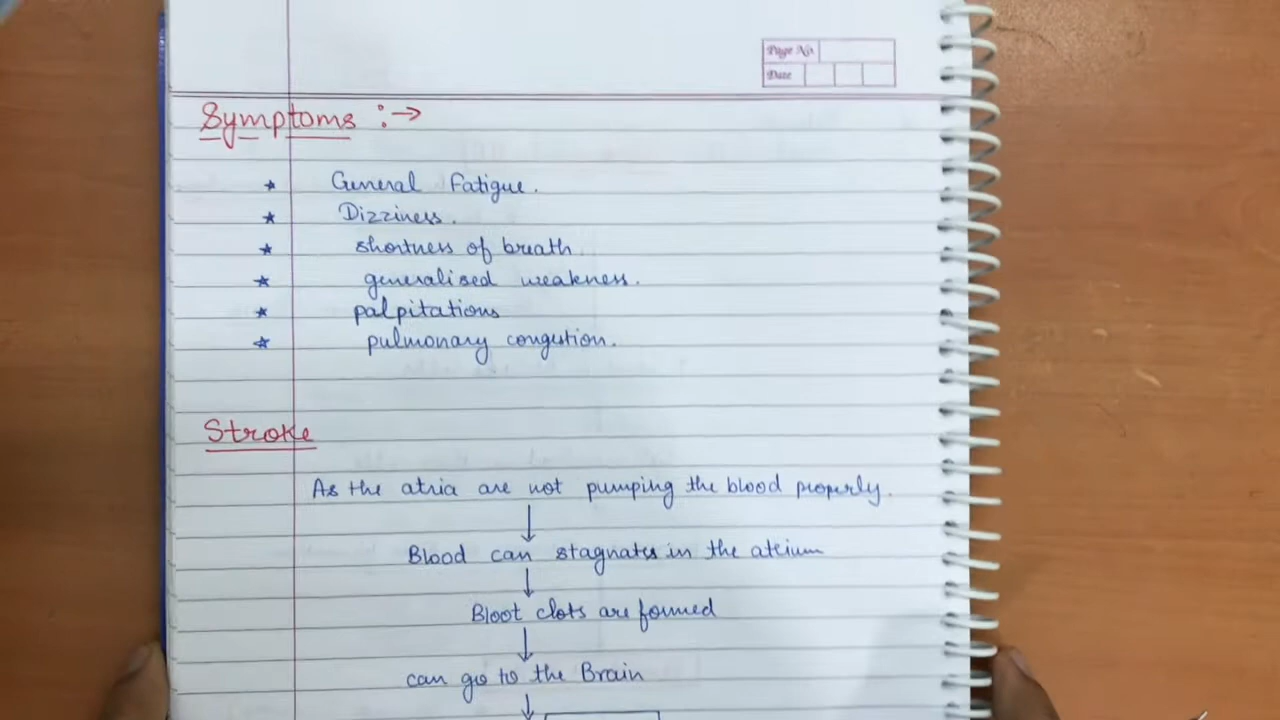 Page No.
Date
Symptoms :→
★ General Fatigue.
★ Dizziness.
★ shortness of breath.
★ generalised weakness.
★ palpitations
★ pulmonary congestion.
Stroke
As the atria are not pumping the blood properly.
↓
Blood can stagnates in the atrium
↓
Bloot clots are formed
↓
can go to the Brain
↓